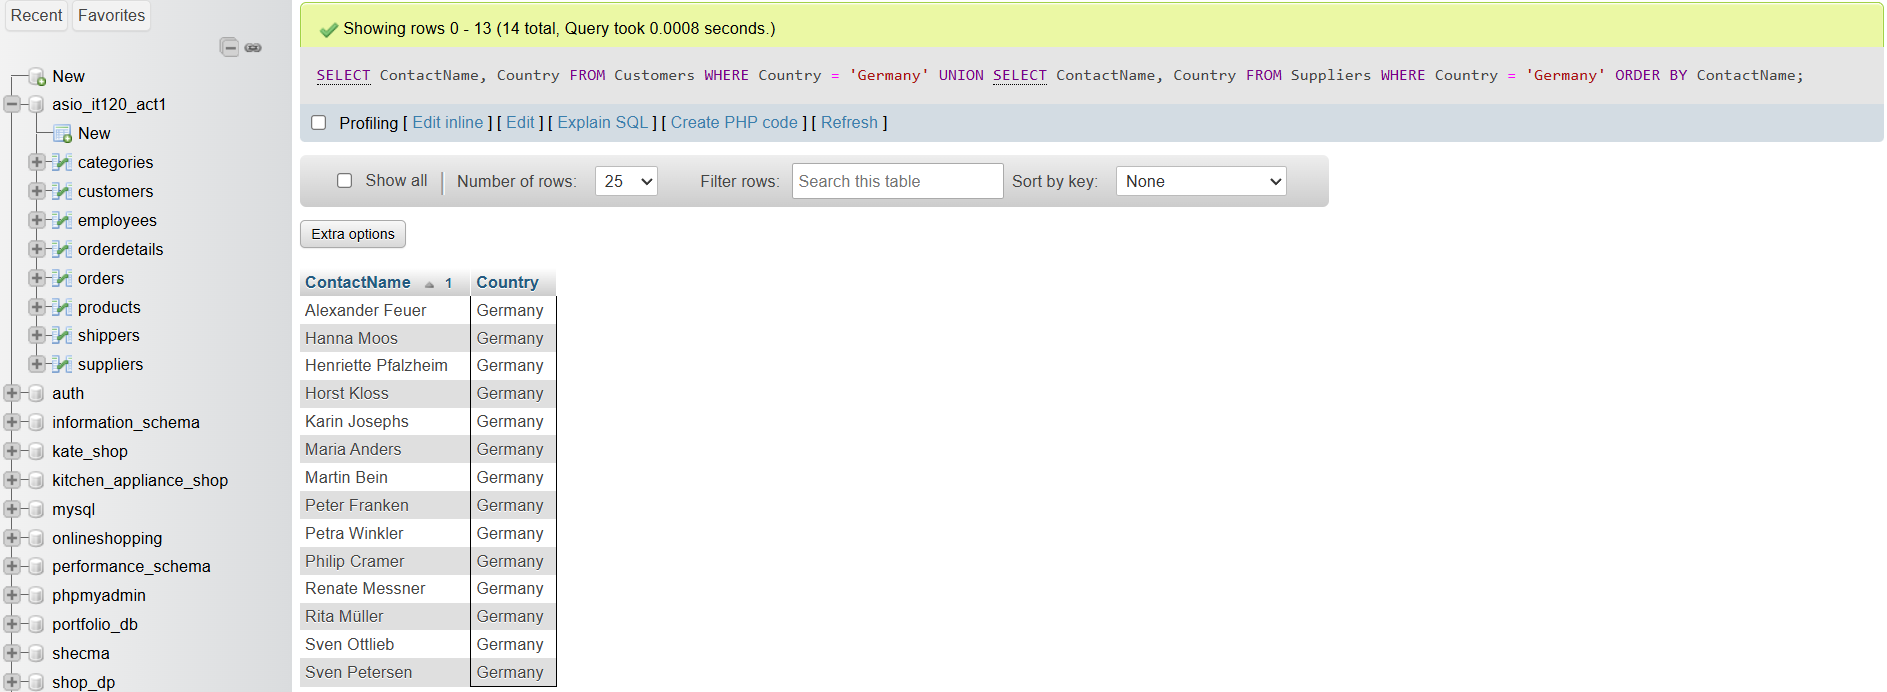 Recent Favorites
New
asio_it120_act1
New
categories
customers
employees
orderdetails
orders
products
shippers
suppliers
auth
information_schema
kate_shop
kitchen_appliance_shop
mysql
onlineshopping
performance_schema
phpmyadmin
portfolio_db
shecma
shop_dp
Showing rows 0 - 13 (14 total, Query took 0.0008 seconds.)
SELECT ContactName, Country FROM Customers WHERE Country = 'Germany' UNION SELECT ContactName, Country FROM Suppliers WHERE Country = 'Germany' ORDER BY ContactName;
Profiling [ Edit inline ] [ Edit ] [ Explain SQL ] [ Create PHP code ] [ Refresh ]
Show all Number of rows: 25 Filter rows: Search this table Sort by key: None
Extra options
ContactName 1 Country
Alexander Feuer Germany
Hanna Moos Germany
Henriette Pfalzheim Germany
Horst Kloss Germany
Karin Josephs Germany
Maria Anders Germany
Martin Bein Germany
Peter Franken Germany
Petra Winkler Germany
Philip Cramer Germany
Renate Messner Germany
Rita Müller Germany
Sven Ottlieb Germany
Sven Petersen Germany